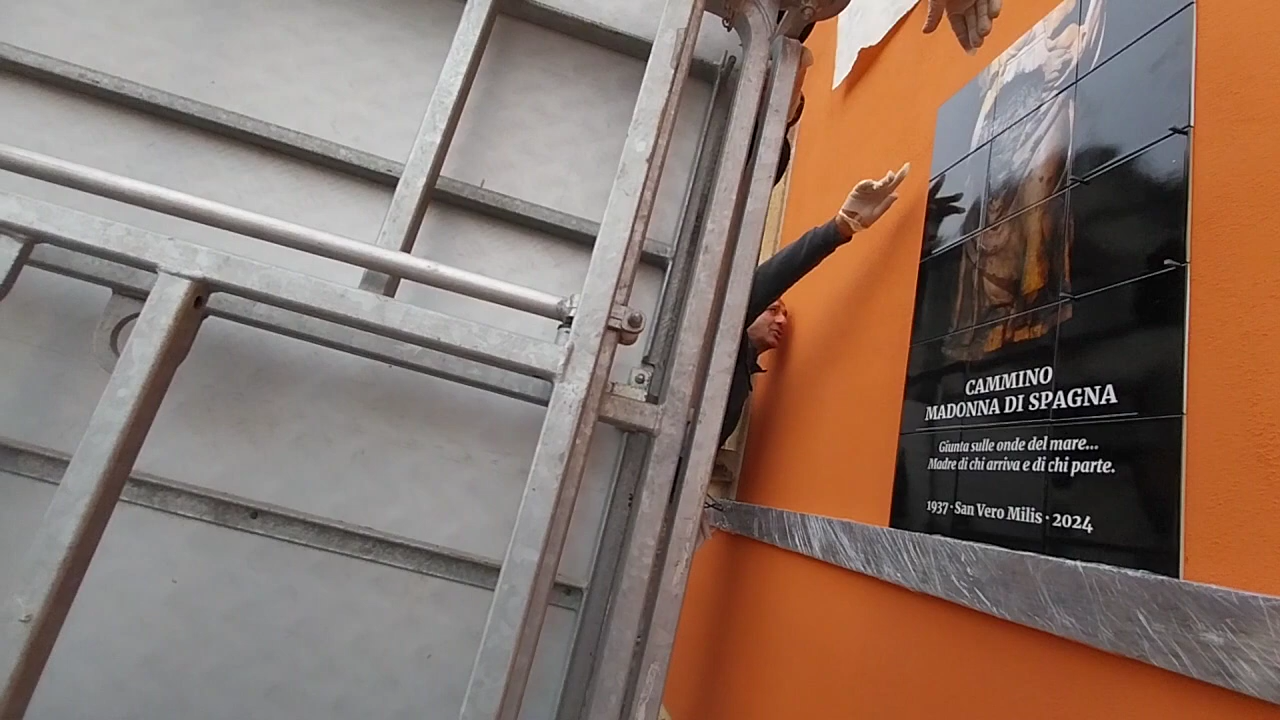 CAMMINO
MADONNA DI SPAGNA
Giunta sulle onde del mare...
Madre di chi arriva e di chi parte.
1937 · San Vero Milis · 2024